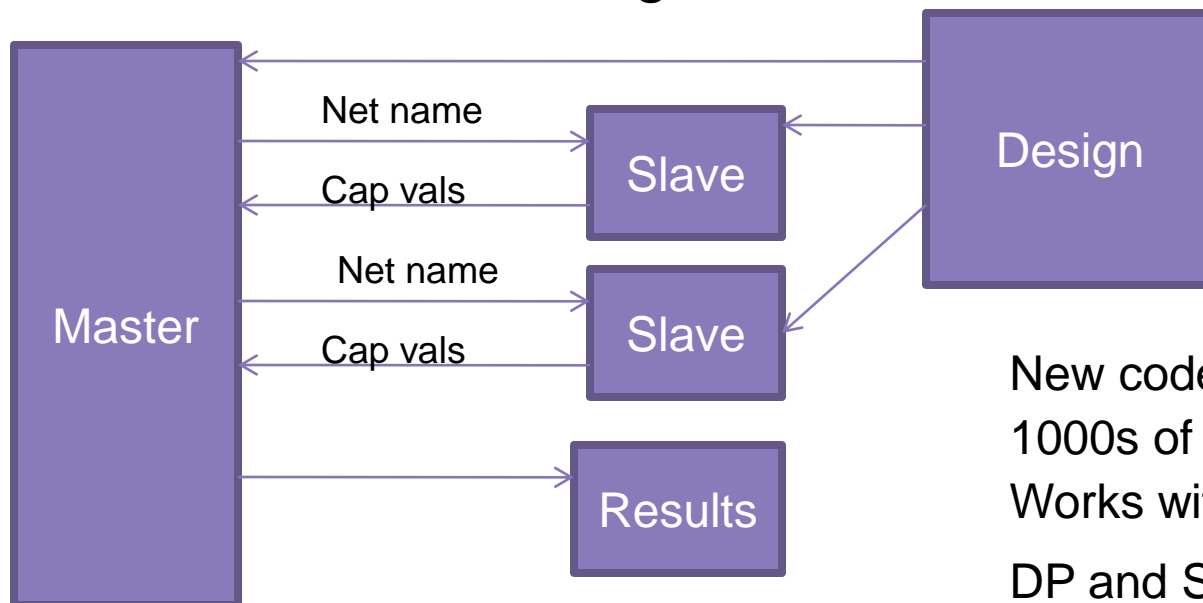 Net name
Cap vals
Slave
Design
Net name
Cap vals
Slave
Master
Results
New code
1000s of
Works
DP and